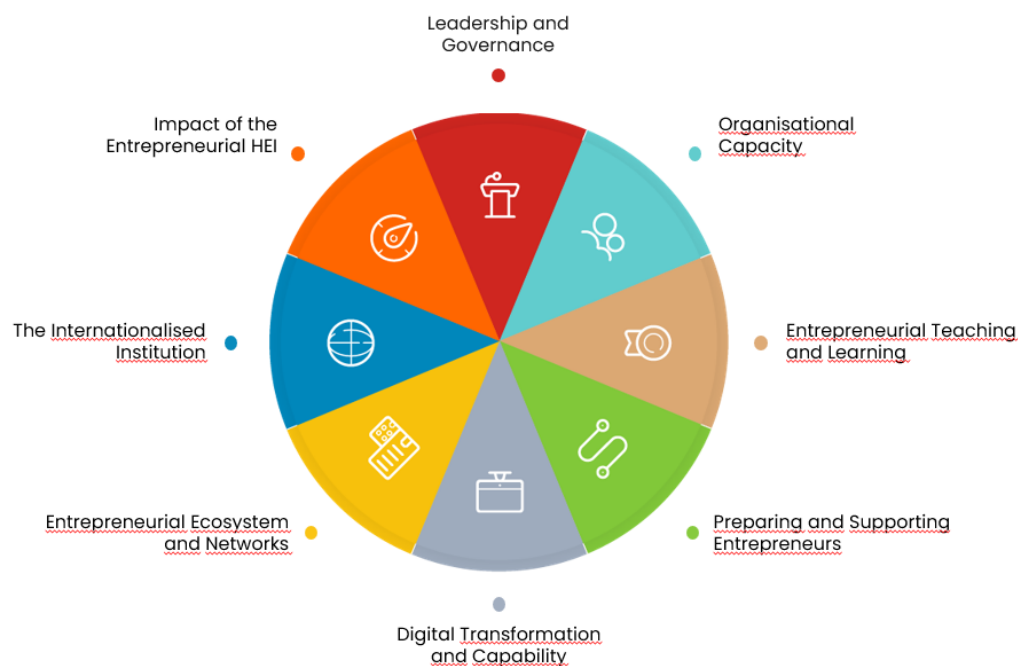 Leadership and
Governance
Impact of the
Entrepreneurial HEI
Organisational
Capacity
The Internationalised
Institution
Entrepreneurial Teaching
and Learning
Entrepreneurial Ecosystem
and Networks
Preparing and Supporting
Entrepreneurs
Digital Transformation
and Capability